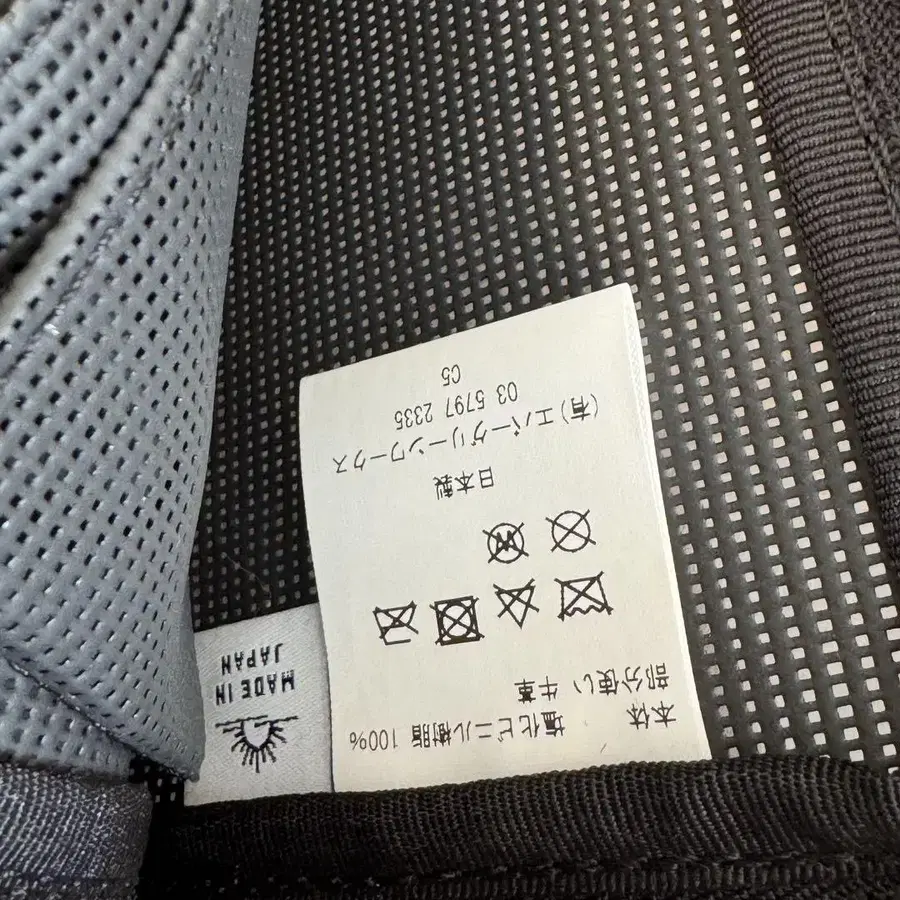 本体 塩化ビニル樹脂 100%
部分使い 牛革
日本製
(有)エバーグリーンワークス
03 5797 2335
C5
MADE IN
JAPAN